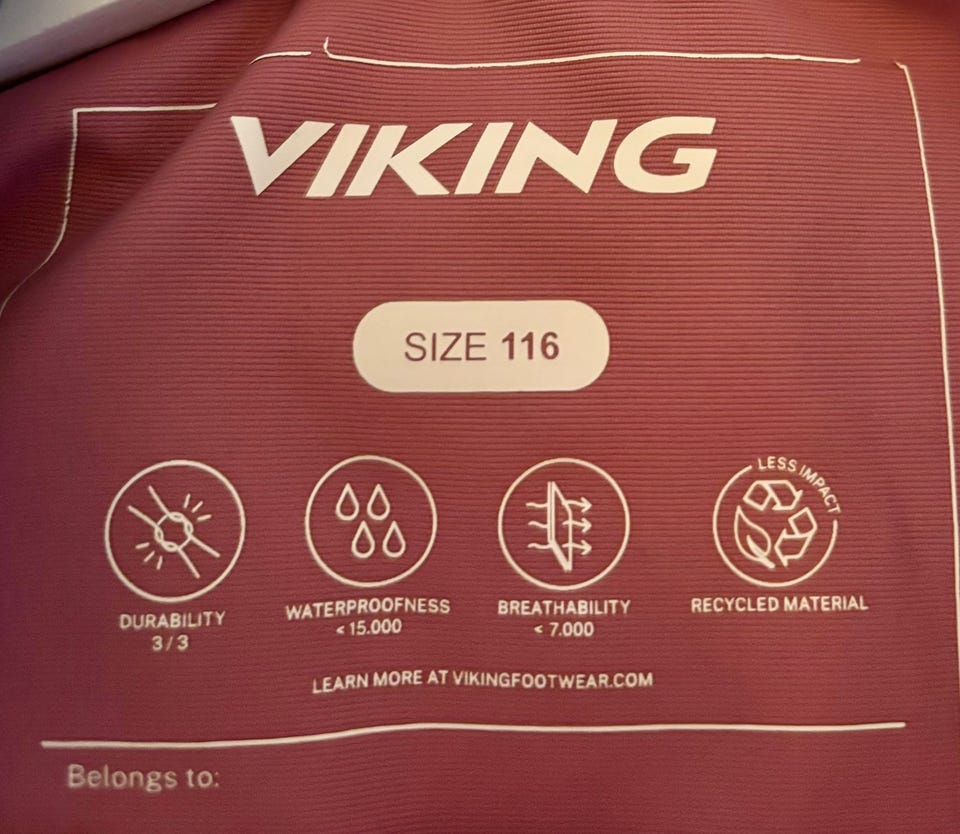 VIKING
SIZE 116
LESS IMPACT
DURABILITY
3/3
WATERPROOFNESS
< 15.000
BREATHABILITY
< 7.000
RECYCLED MATERIAL
LEARN MORE AT VIKINGFOOTWEAR.COM
Belongs to: